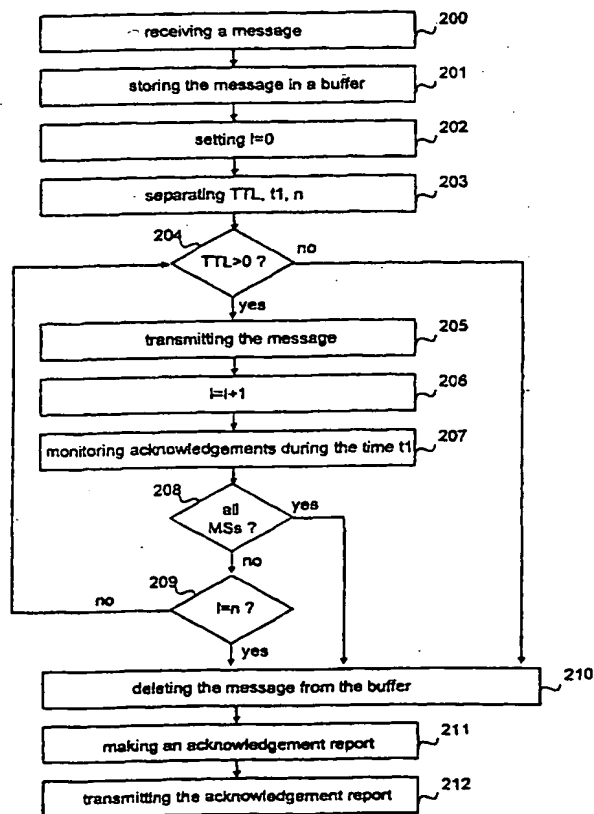 receiving a message 200
storing the message in a buffer 201
setting i=0 202
separating TTL, t1, n 203
204 TTL>0 ? no
yes
transmitting the message 205
i=i+1 206
monitoring acknowledgements during the time t1 207
208 all MSs ? yes
no
209 i=n ? no
yes
deleting the message from the buffer 210
making an acknowledgement report 211
transmitting the acknowledgement report 212